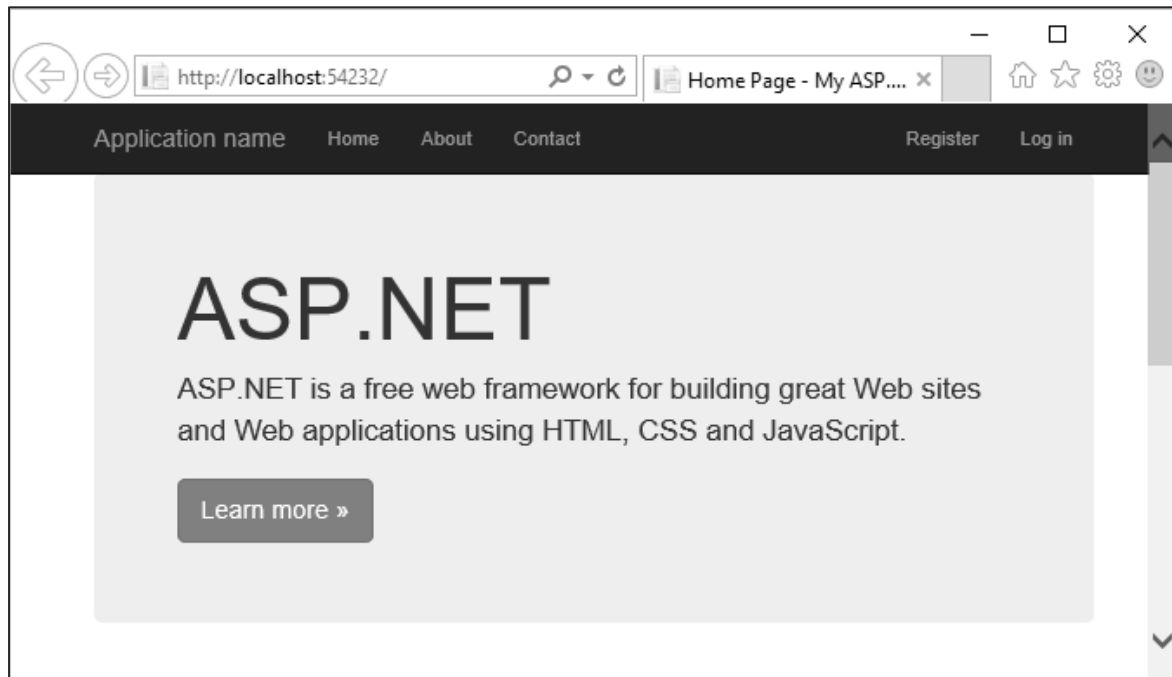 http://localhost:54232/
Home Page - My ASP....
Application name Home About Contact Register Log in
ASP.NET
ASP.NET is a free web framework for building great Web sites
and Web applications using HTML, CSS and JavaScript.
Learn more »